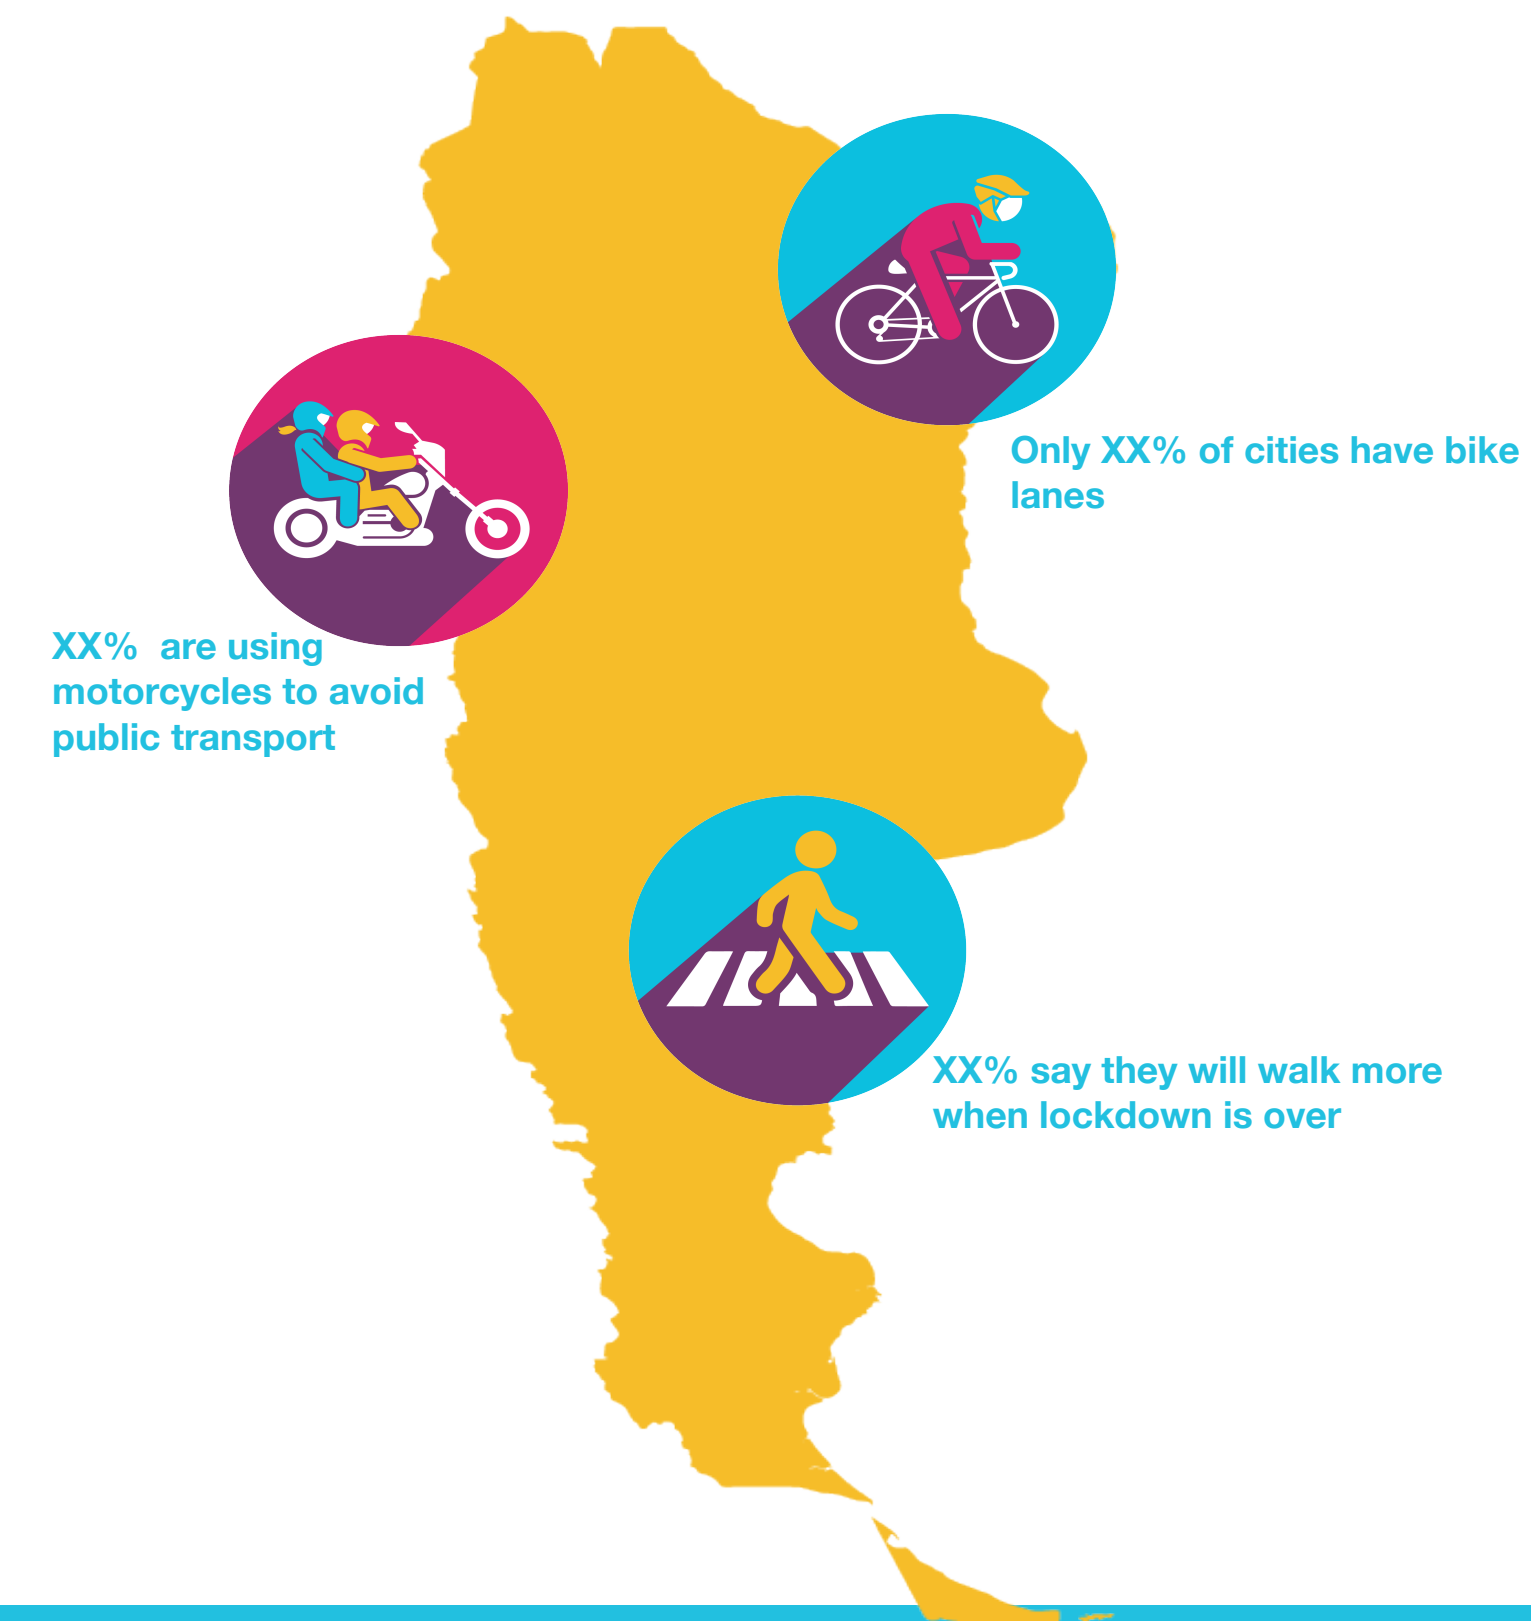 Only XX% of cities have bike
lanes
XX%  are using
motorcycles to avoid
public transport
XX% say they will walk more
when lockdown is over